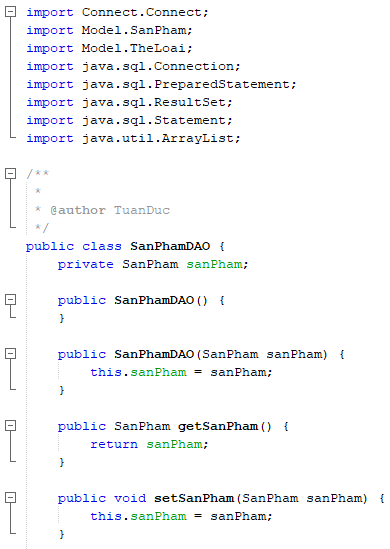 import Connect.Connect;
import Model.SanPham;
import Model.TheLoai;
import java.sql.Connection;
import java.sql.PreparedStatement;
import java.sql.ResultSet;
import java.sql.Statement;
import java.util.ArrayList;
/**
 *
 * @author TuanDuc
 */
public class SanPhamDAO {
    private SanPham sanPham;
    public SanPhamDAO() {
    }
    public SanPhamDAO(SanPham sanPham) {
        this.sanPham = sanPham;
    }
    public SanPham getSanPham() {
        return sanPham;
    }
    public void setSanPham(SanPham sanPham) {
        this.sanPham = sanPham;
    }